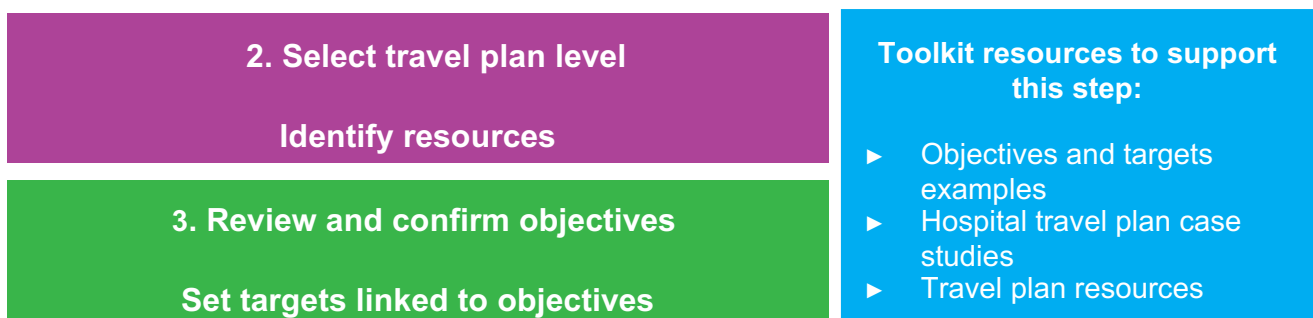 2. Select travel plan level
Identify resources
3. Review and confirm objectives
Set targets linked to objectives
Toolkit resources to support
this step:
► Objectives and targets
examples
► Hospital travel plan case
studies
► Travel plan resources